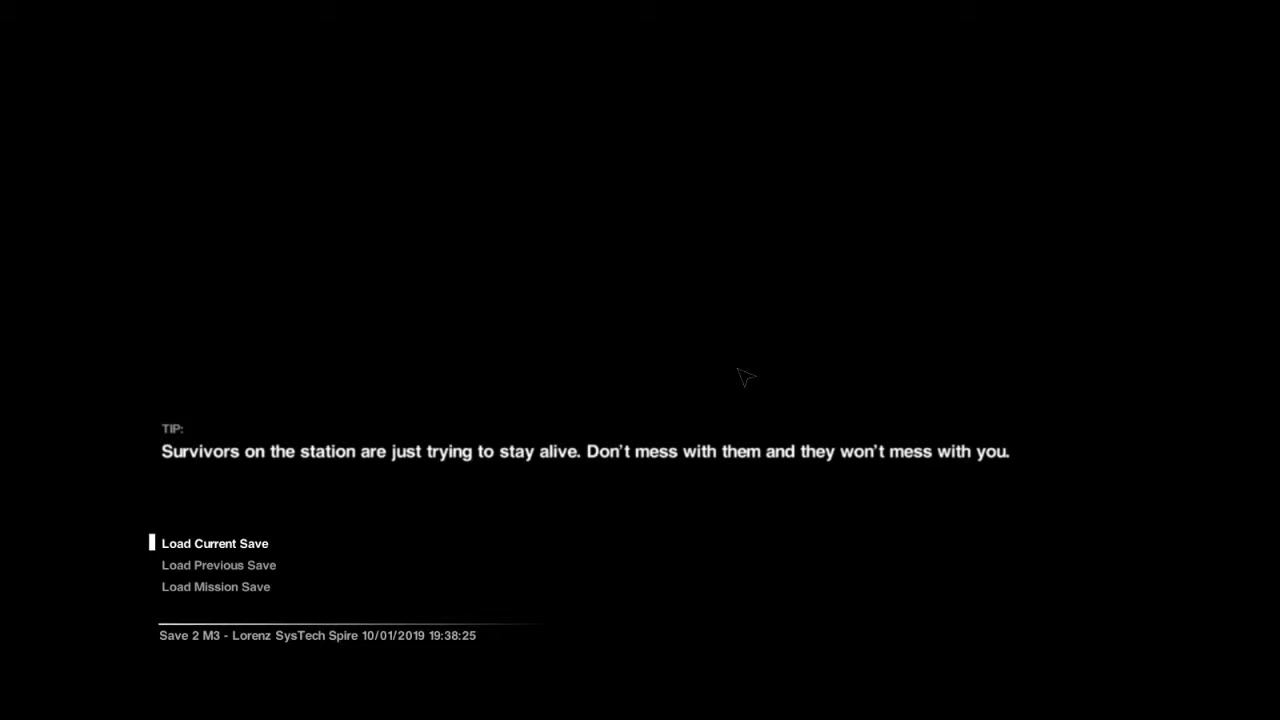 TIP:
Survivors on the station are just trying to stay alive. Don't mess with them and they won't mess with you.
Load Current Save
Load Previous Save
Load Mission Save
Save 2 M3 - Lorenz SysTech Spire 10/01/2019 19:38:25